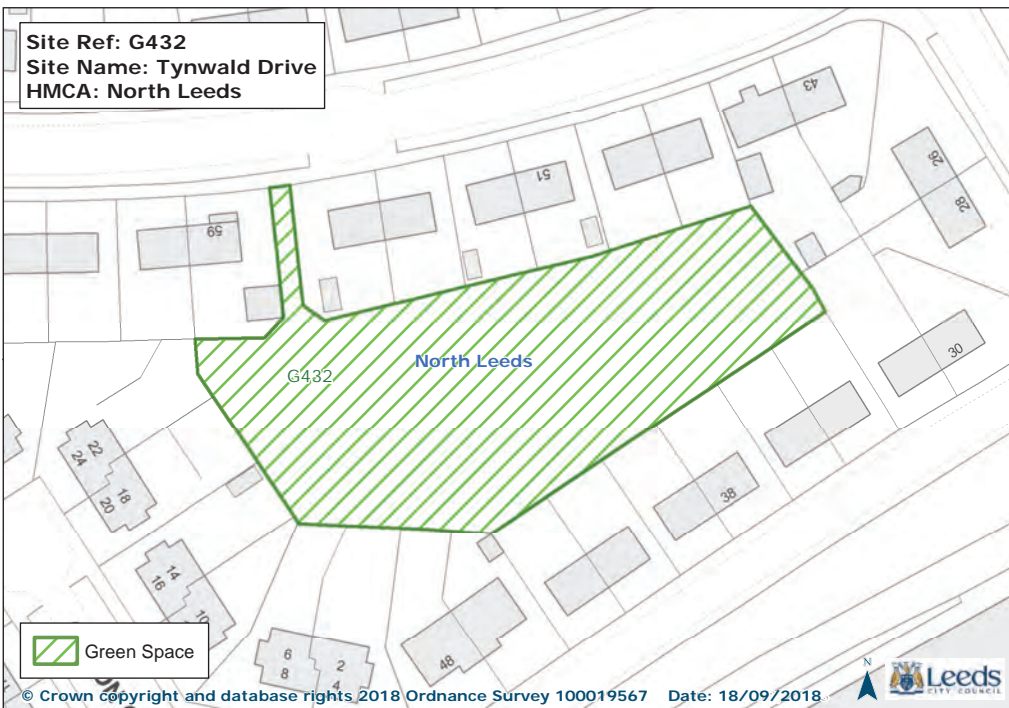 Site Ref: G432
Site Name: Tynwald Drive
HMCA: North Leeds
43
51
26
59
28
North Leeds
G432
30
22
24
18
38
20
14
16
10
6
2
48
8
4
Green Space
N
Leeds
CITY COUNCIL
© Crown copyright and database rights 2018 Ordnance Survey 100019567 Date: 18/09/2018